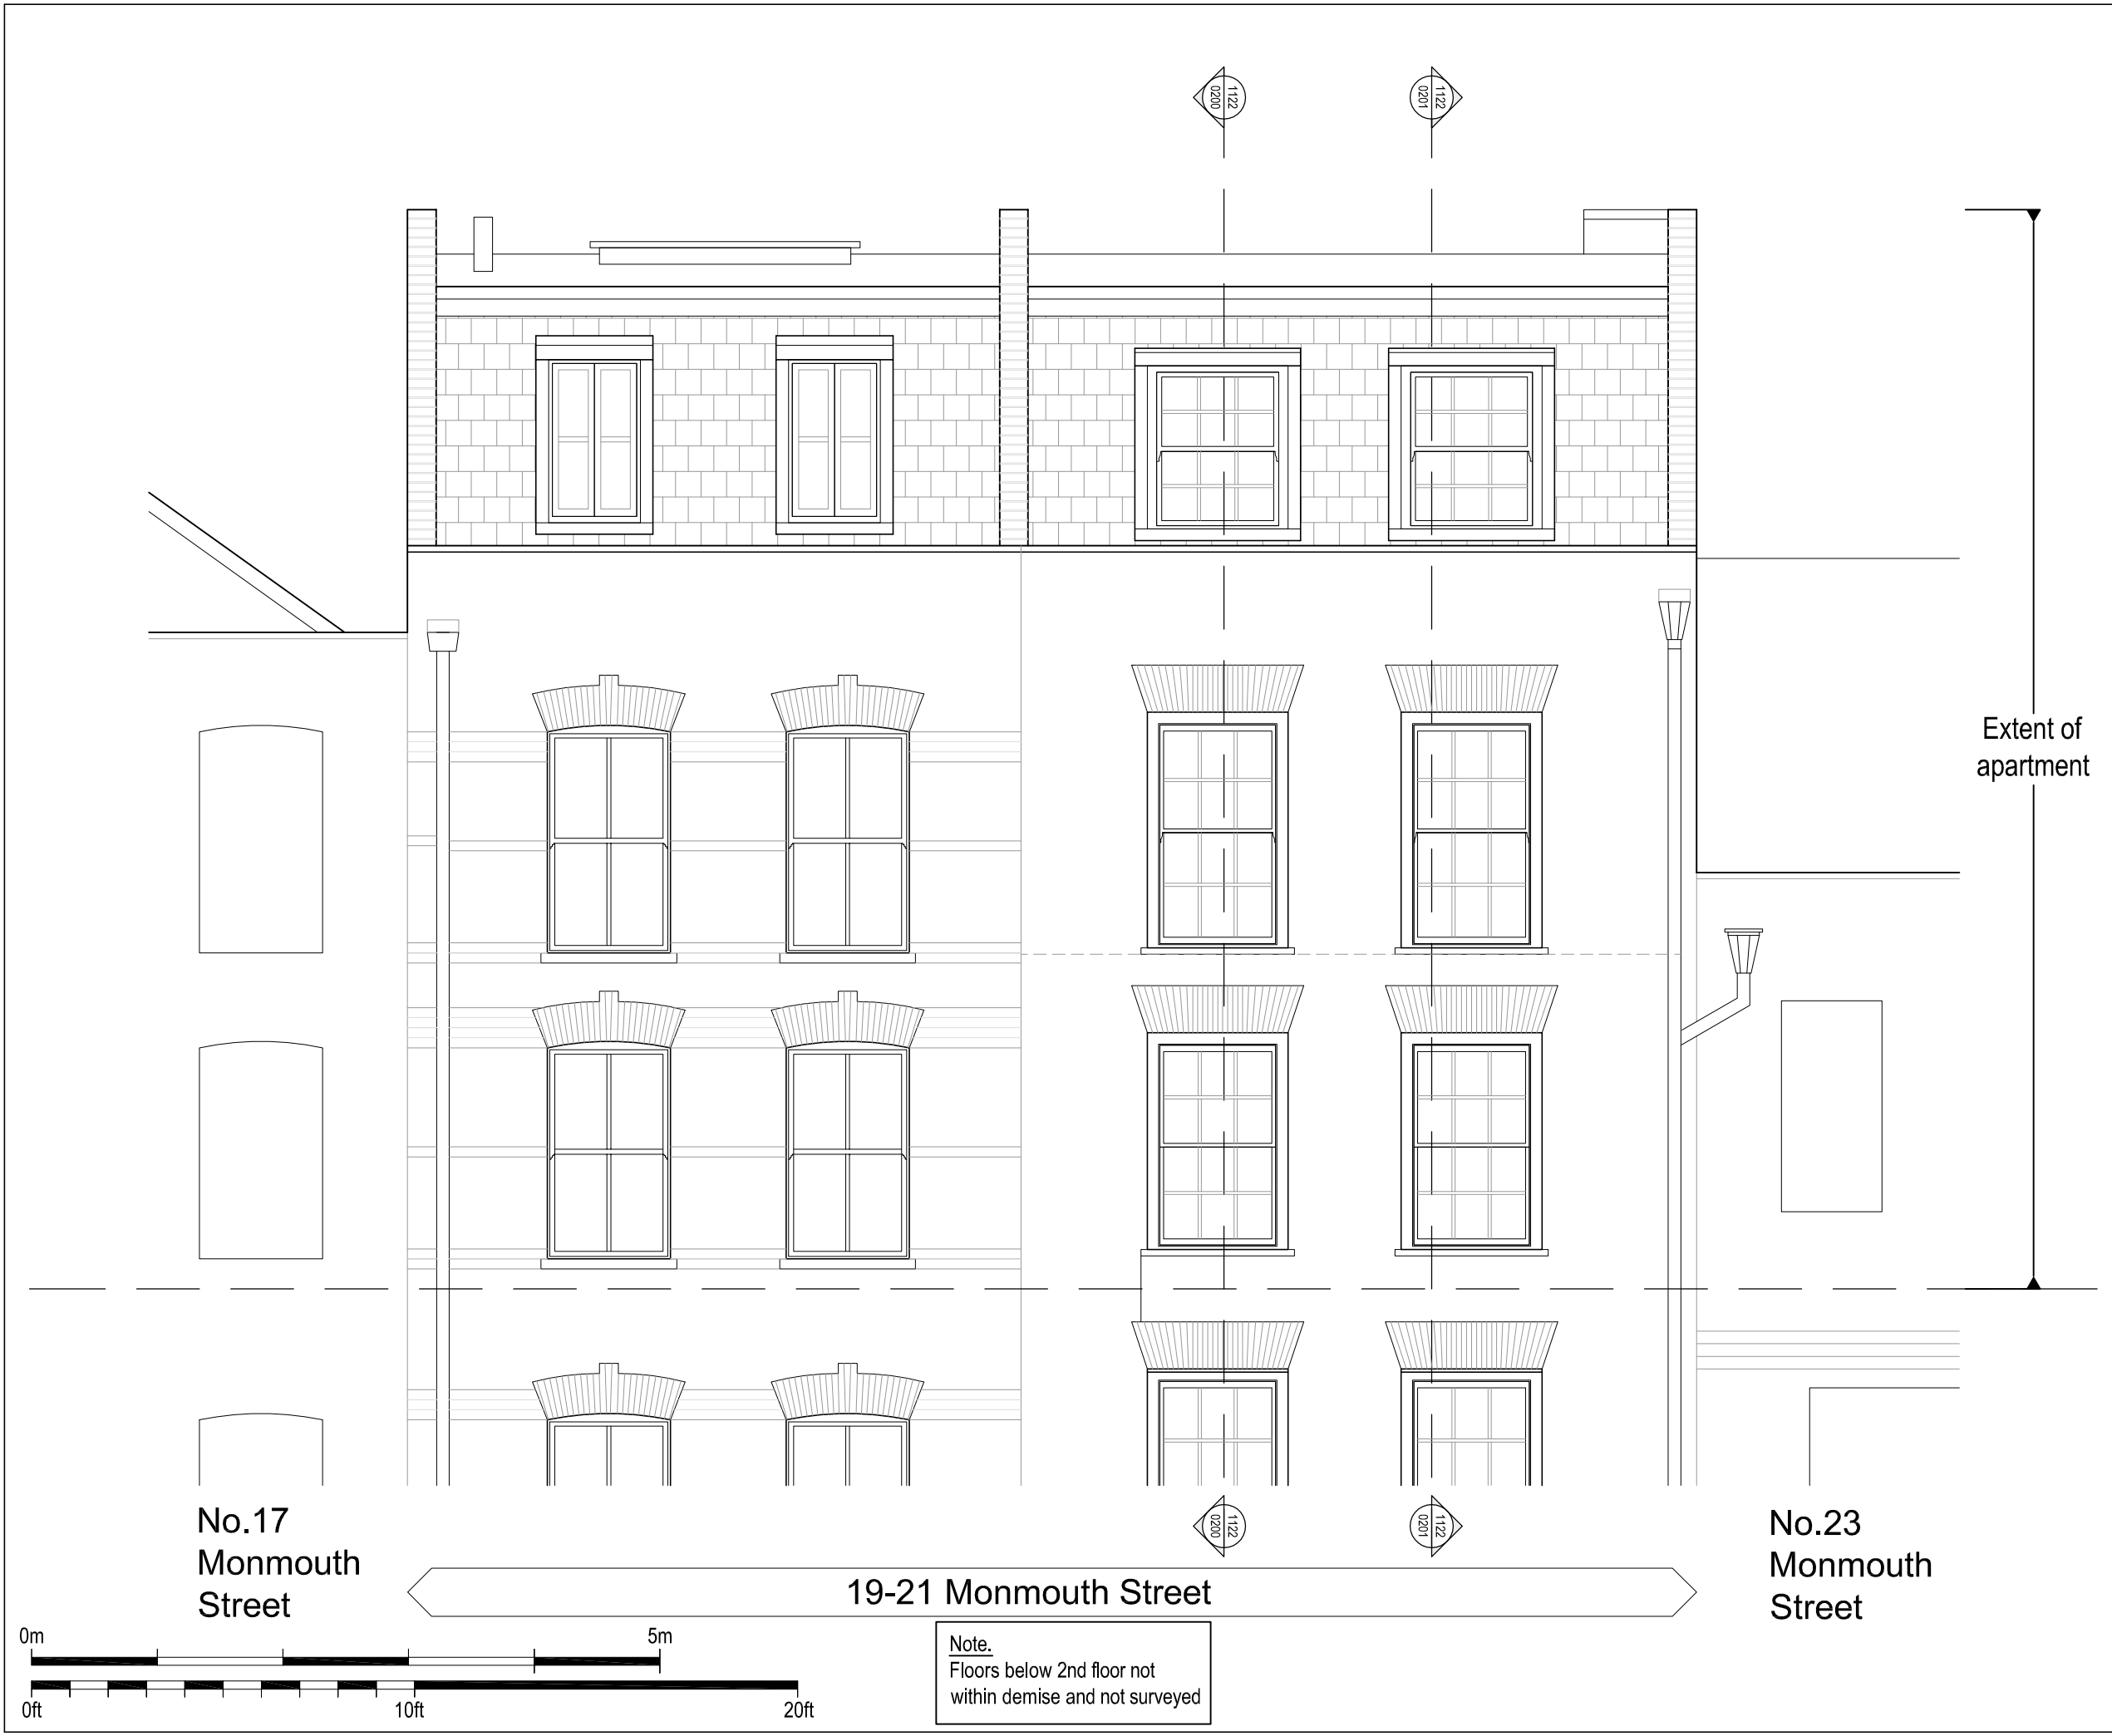 1122
0200
1122
0201
Extent of
apartment
No.17
Monmouth
Street
1122
0200
1122
0201
No.23
Monmouth
Street
19-21 Monmouth Street
0m
5m
0ft
10ft
20ft
Note.
Floors below 2nd floor not
within demise and not surveyed